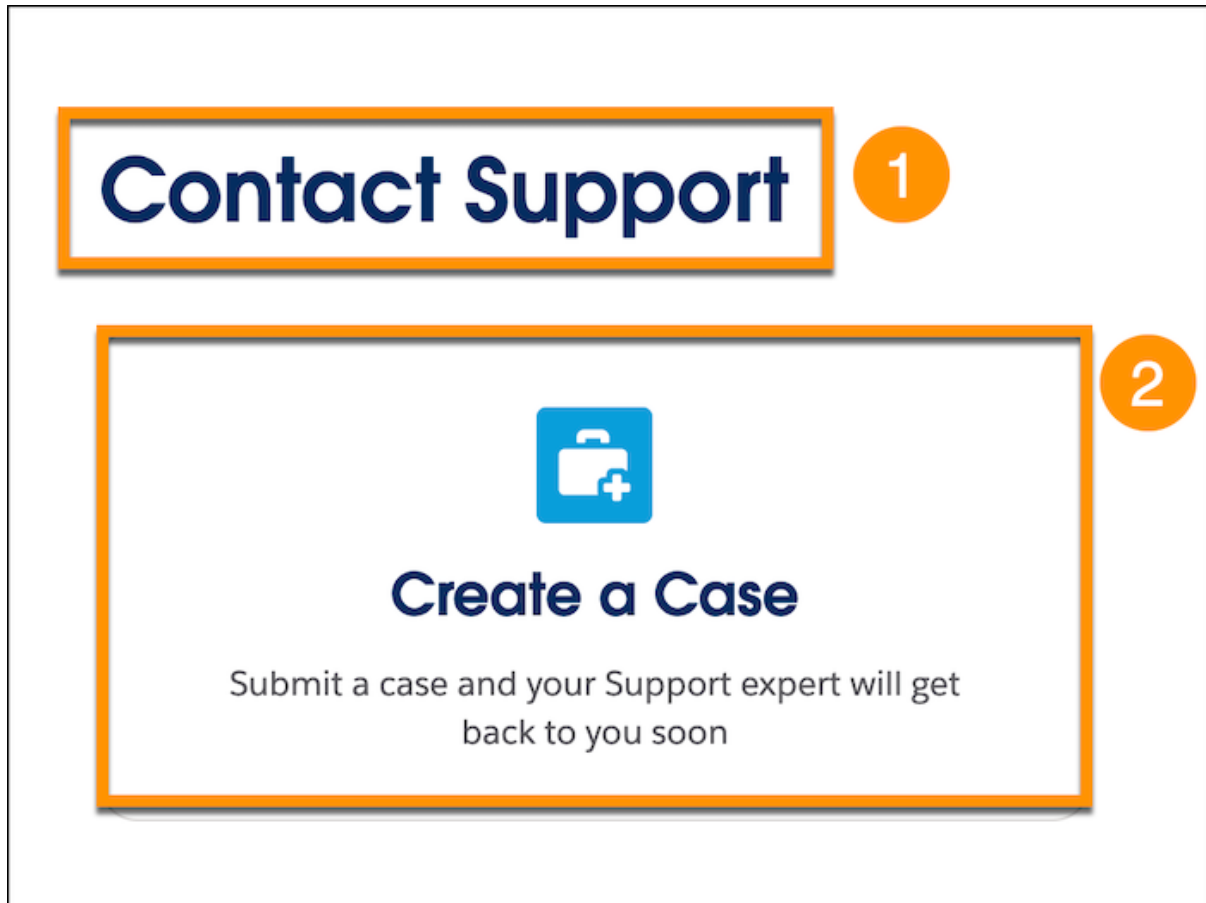 Contact Support
1
2
Create a Case
Submit a case and your Support expert will get
back to you soon